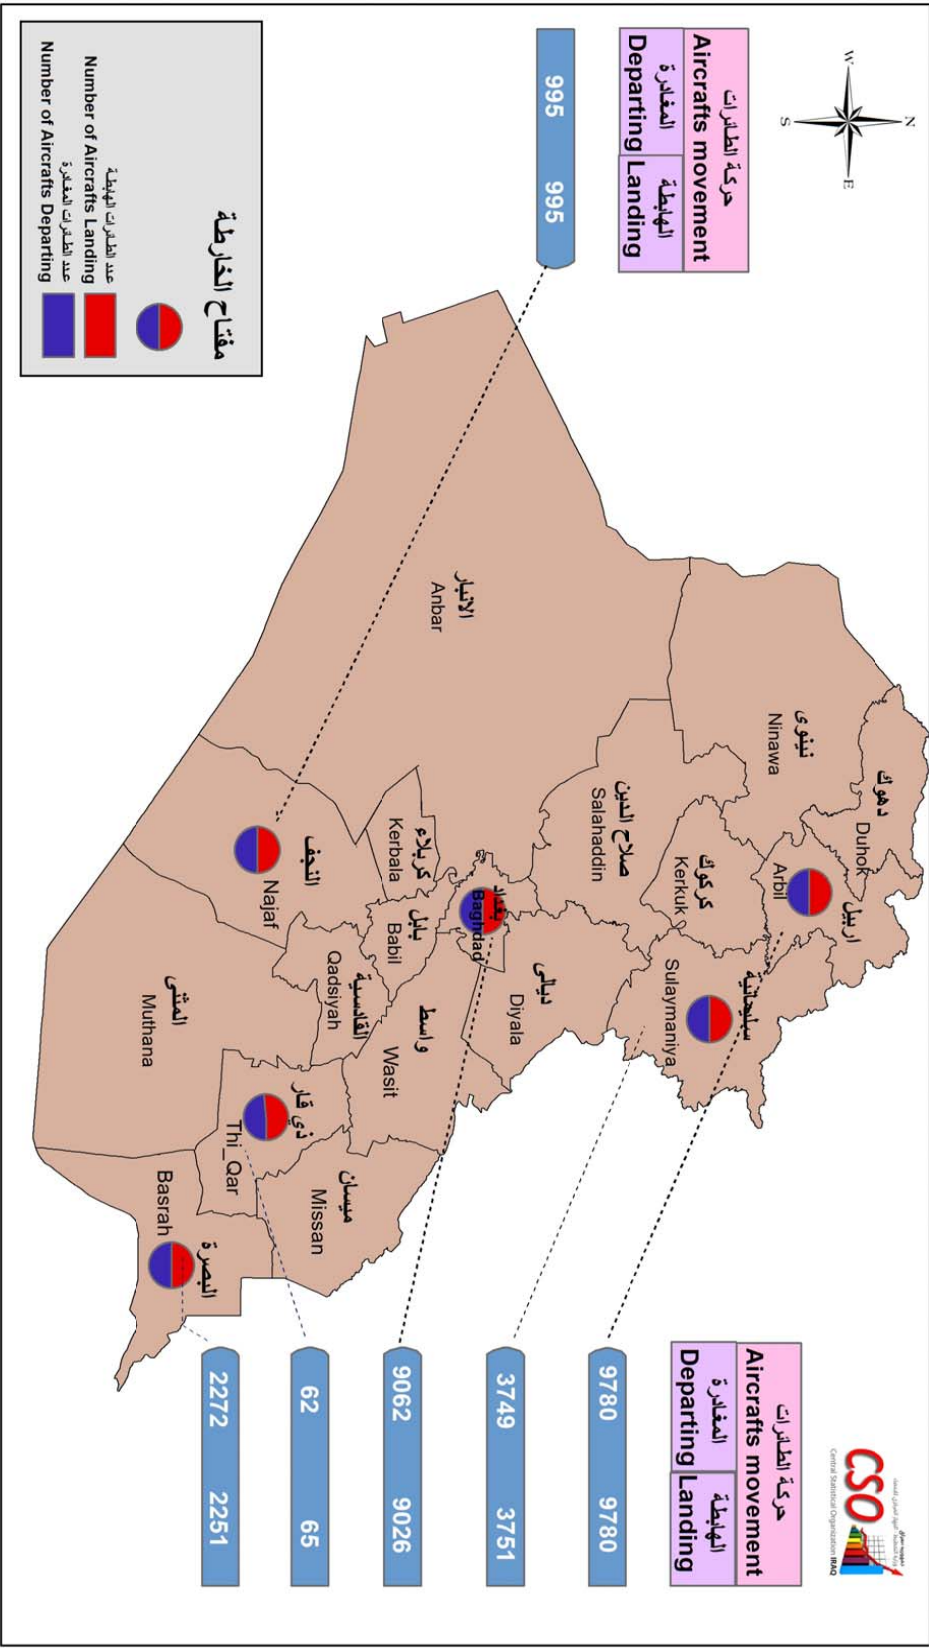 N
W
E
S
حركة الطائرات
Aircrafts movement
المغادرة
الهابطة
Departing
Landing
995 995
حركة الطائرات
Aircrafts movement
المغادرة
الهابطة
Departing
Landing
9780 9780
3749 3751
9062 9026
62 65
2272 2251
CSO
Central Statistical Organization IRAQ
دهوك
Duhok
نينوى
Ninawa
اربيل
Arbil
سليمانية
Sulaymaniya
كركوك
Kerkuk
صلاح الدين
Salahaddin
ديالى
Diyala
الانبار
Anbar
بغداد
Baghdad
كربلاء
Kerbala
بابل
Babil
واسط
Wasit
النجف
Najaf
القادسية
Qadsiyah
ميسان
Missan
ذي قار
Thi_Qar
المثنى
Muthana
البصرة
Basrah
مفتاح الخارطة
عدد الطائرات الهابطة
Number of Aircrafts Landing
عدد الطائرات المغادرة
Number of Aircrafts Departing